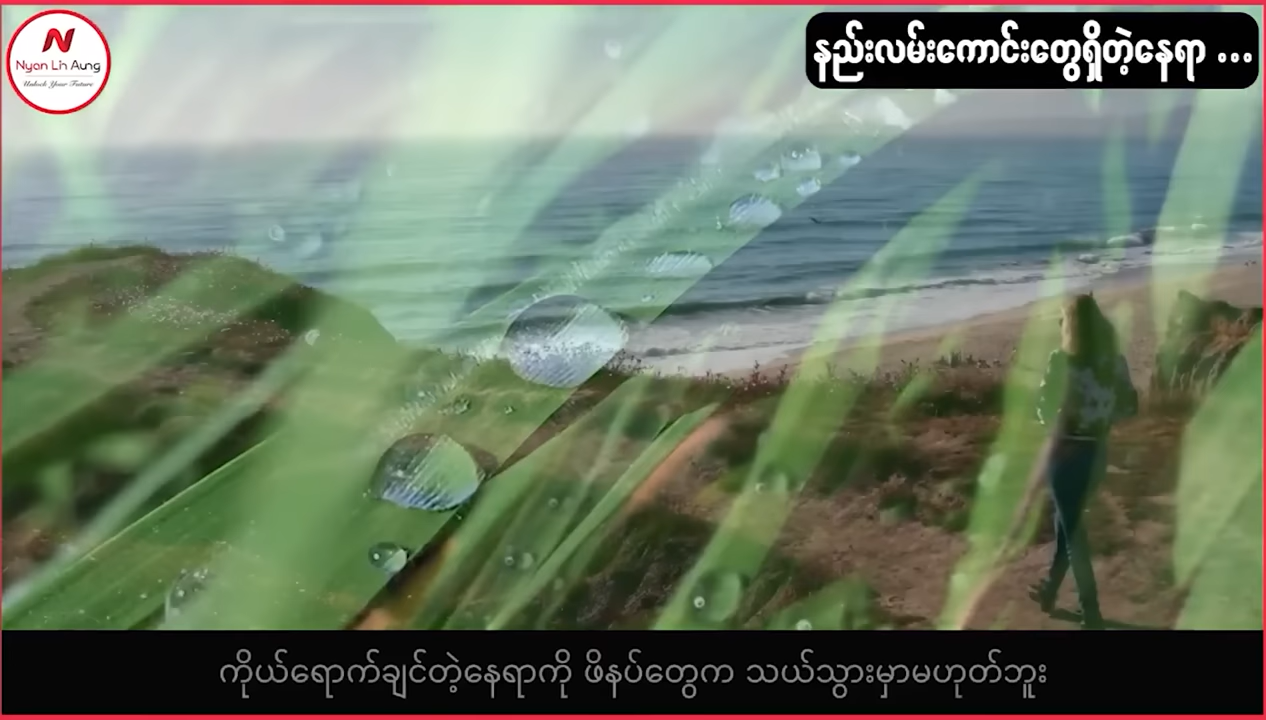 N
Nyan Lin Aung
Unlock Your Future
နည်းလမ်းကောင်းတွေရှိတဲ့နေရာ ...
ကိုယ်ရောက်ချင်တဲ့နေရာကို ဖိနပ်တွေက သယ်သွားမှာမဟုတ်ဘူး